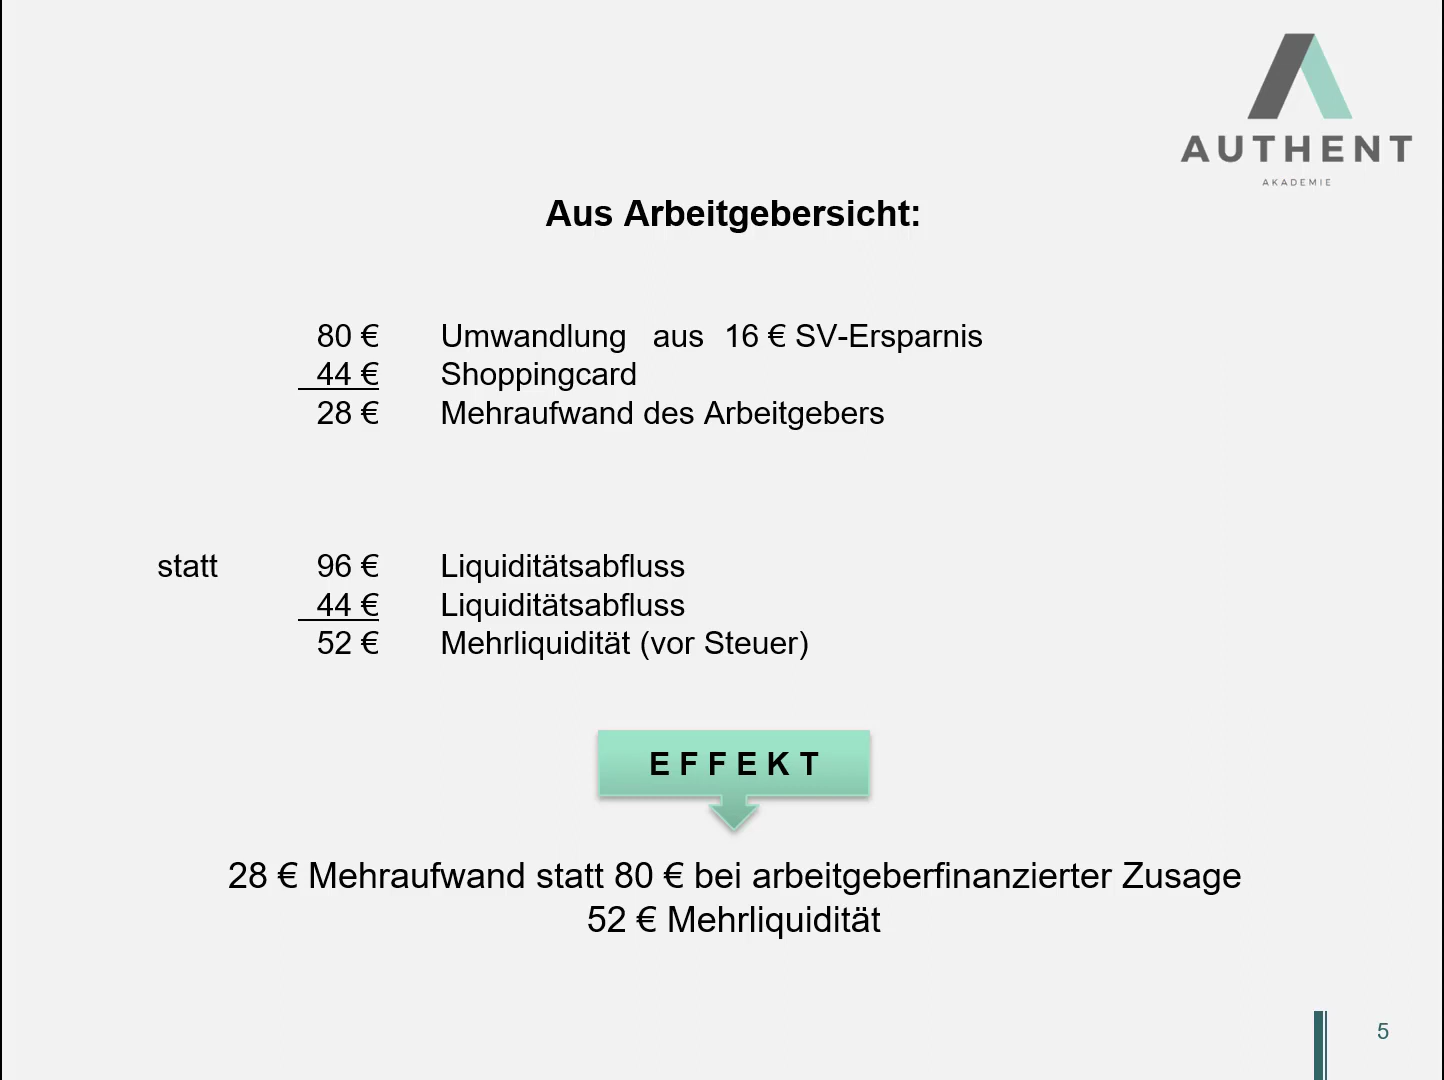 AUTHENT
AKADEMIE
Aus Arbeitgebersicht:
80 € Umwandlung aus 16 € SV-Ersparnis
44 € Shoppingcard
28 € Mehraufwand des Arbeitgebers
statt 96 € Liquiditätsabfluss
44 € Liquiditätsabfluss
52 € Mehrliquidität (vor Steuer)
E F F E K T
28 € Mehraufwand statt 80 € bei arbeitgeberfinanzierter Zusage
52 € Mehrliquidität
5